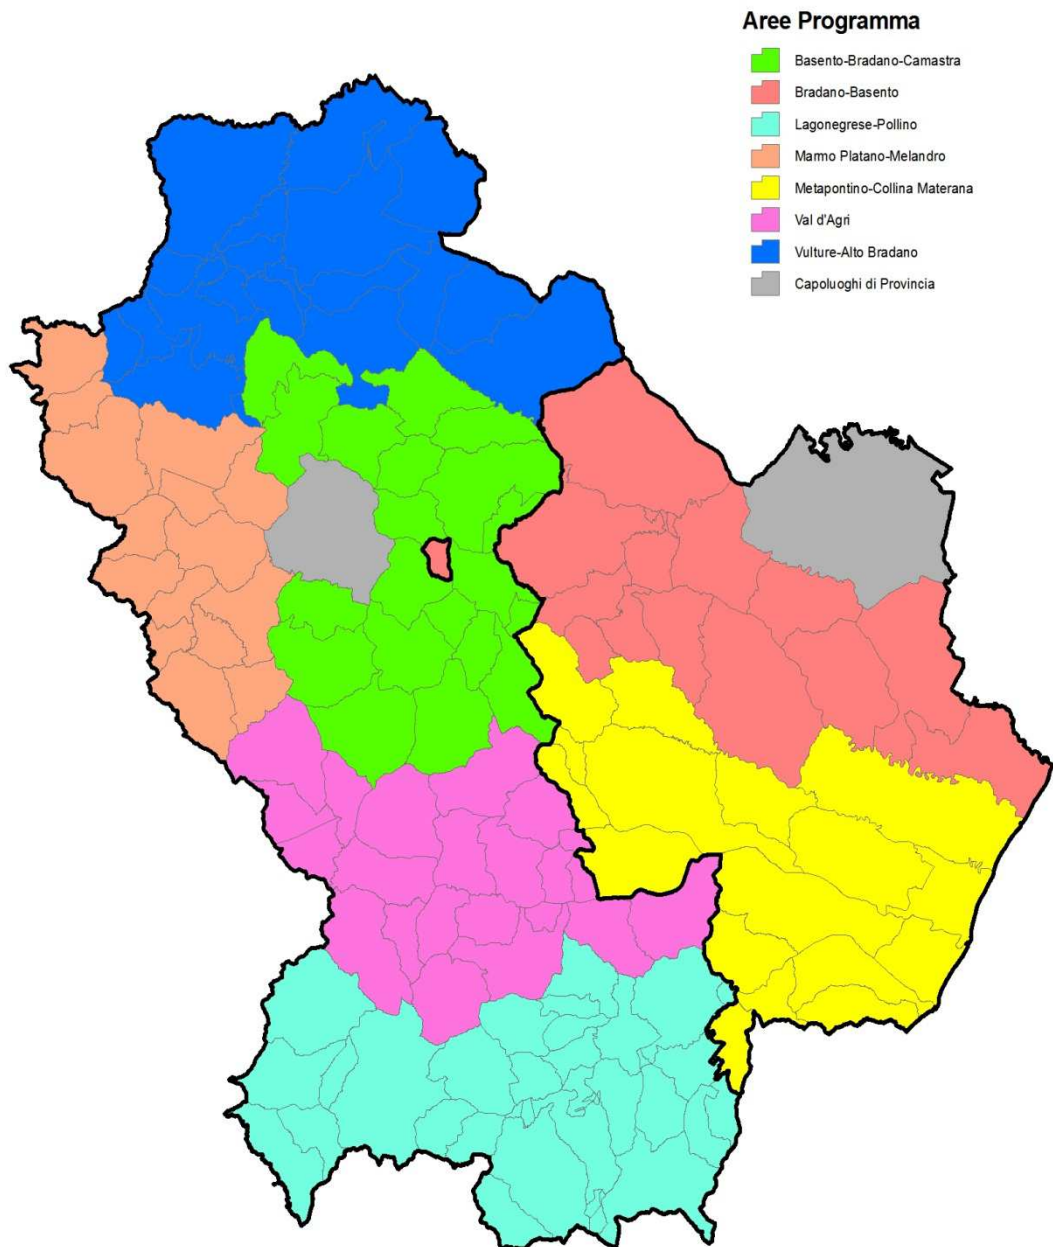 Aree Programma
Basento-Bradano-Camastra
Bradano-Basento
Lagonegrese-Pollino
Marmo Platano-Melandro
Metapontino-Collina Materana
Val d'Agri
Vulture-Alto Bradano
Capoluoghi di Provincia